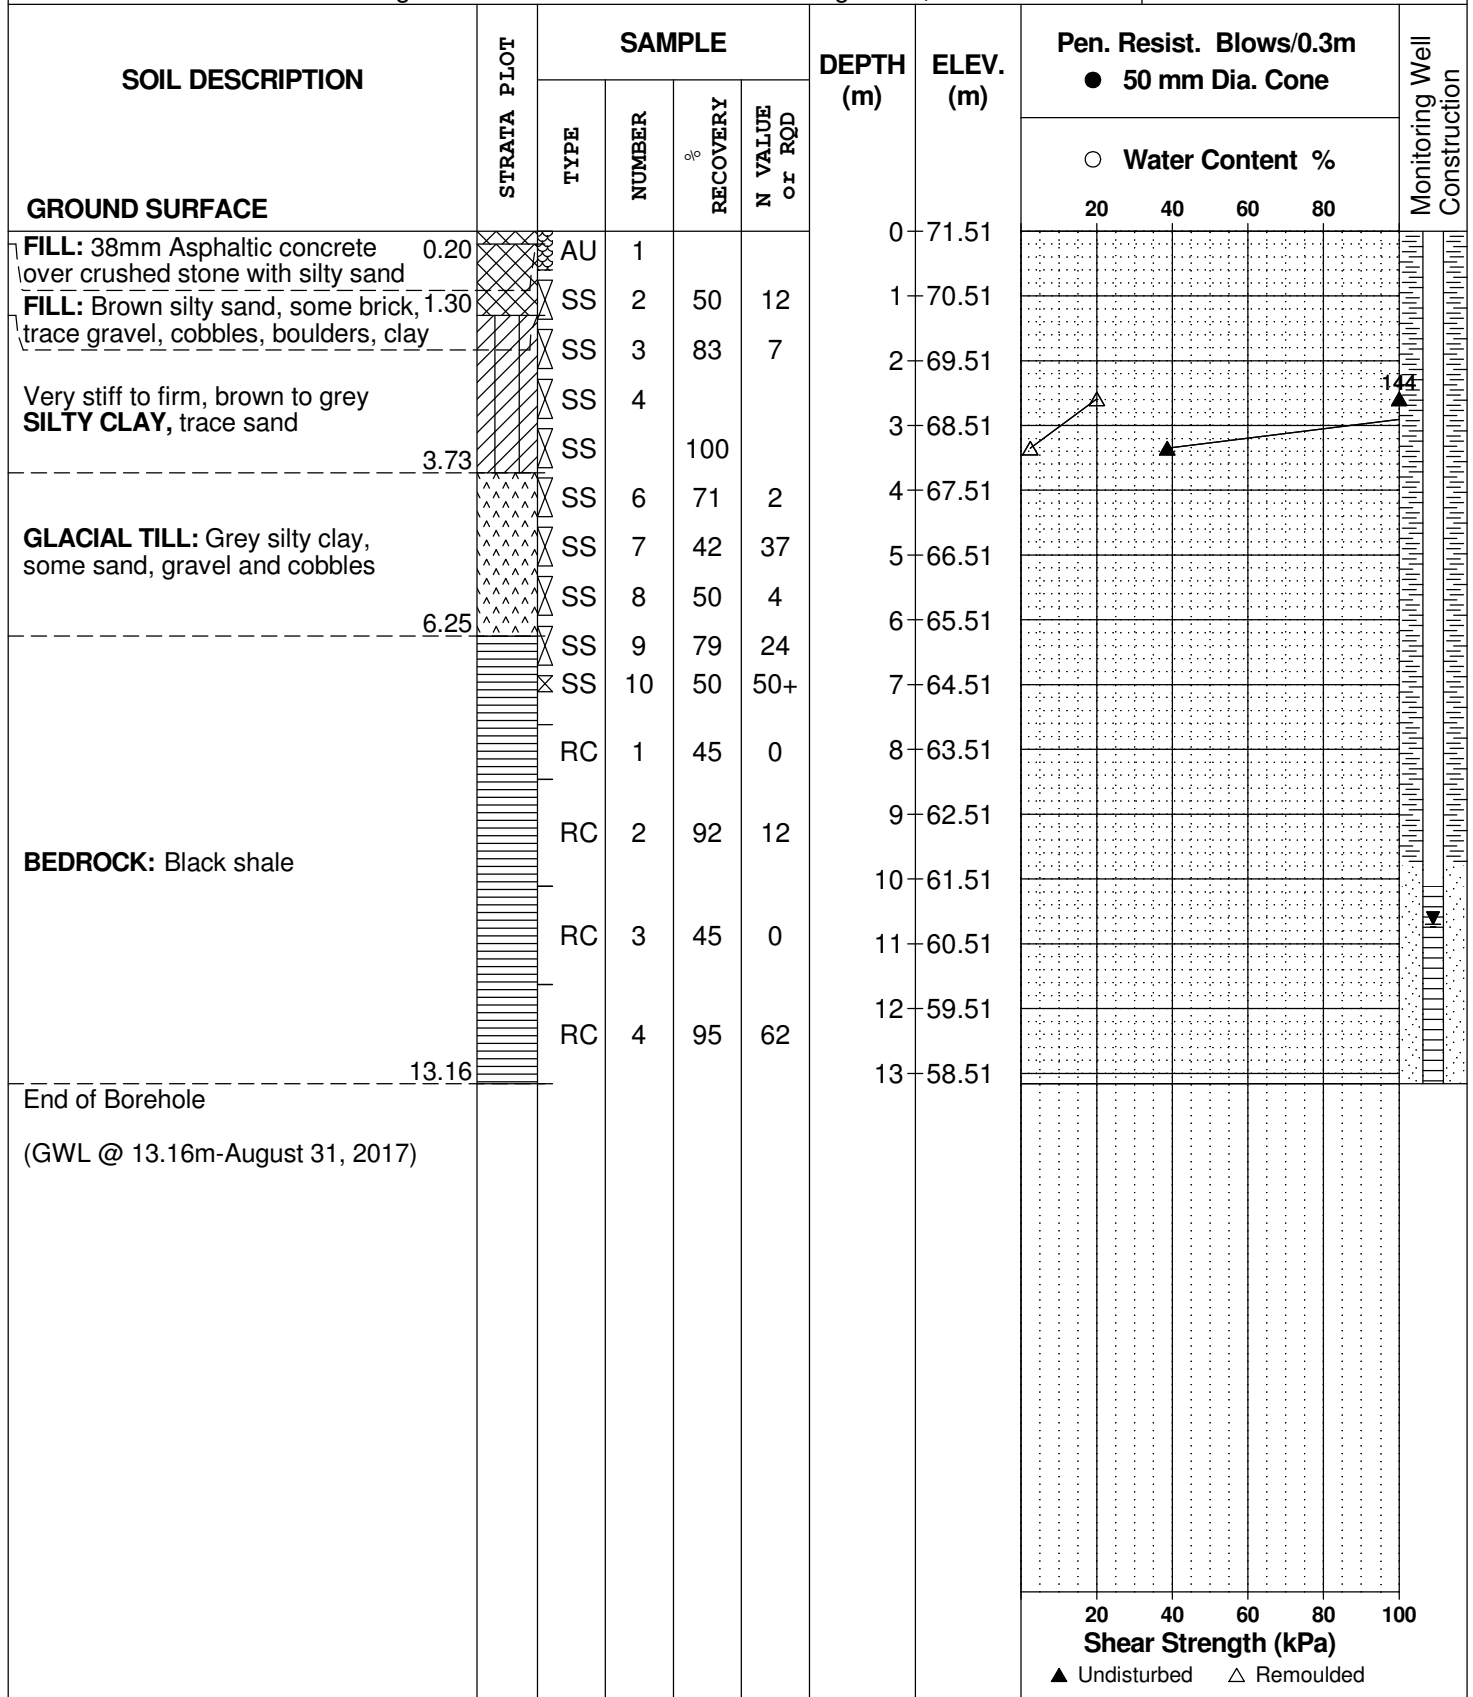 SOIL DESCRIPTION
GROUND SURFACE
STRATA PLOT
SAMPLE
TYPE
NUMBER
% RECOVERY
N VALUE or RQD
DEPTH (m)
ELEV. (m)
Pen. Resist. Blows/0.3m
● 50 mm Dia. Cone
○ Water Content %
20 40 60 80
Monitoring Well Construction
FILL: 38mm Asphaltic concrete 0.20
over crushed stone with silty sand
FILL: Brown silty sand, some brick, 1.30
trace gravel, cobbles, boulders, clay
Very stiff to firm, brown to grey
SILTY CLAY, trace sand
3.73
GLACIAL TILL: Grey silty clay,
some sand, gravel and cobbles
6.25
BEDROCK: Black shale
13.16
End of Borehole
(GWL @ 13.16m-August 31, 2017)
AU 1
SS 2 50 12
SS 3 83 7
SS 4
SS 100
SS 6 71 2
SS 7 42 37
SS 8 50 4
SS 9 79 24
SS 10 50 50+
RC 1 45 0
RC 2 92 12
RC 3 45 0
RC 4 95 62
0 71.51
1 70.51
2 69.51
3 68.51
4 67.51
5 66.51
6 65.51
7 64.51
8 63.51
9 62.51
10 61.51
11 60.51
12 59.51
13 58.51
144
20 40 60 80 100
Shear Strength (kPa)
▲ Undisturbed △ Remoulded